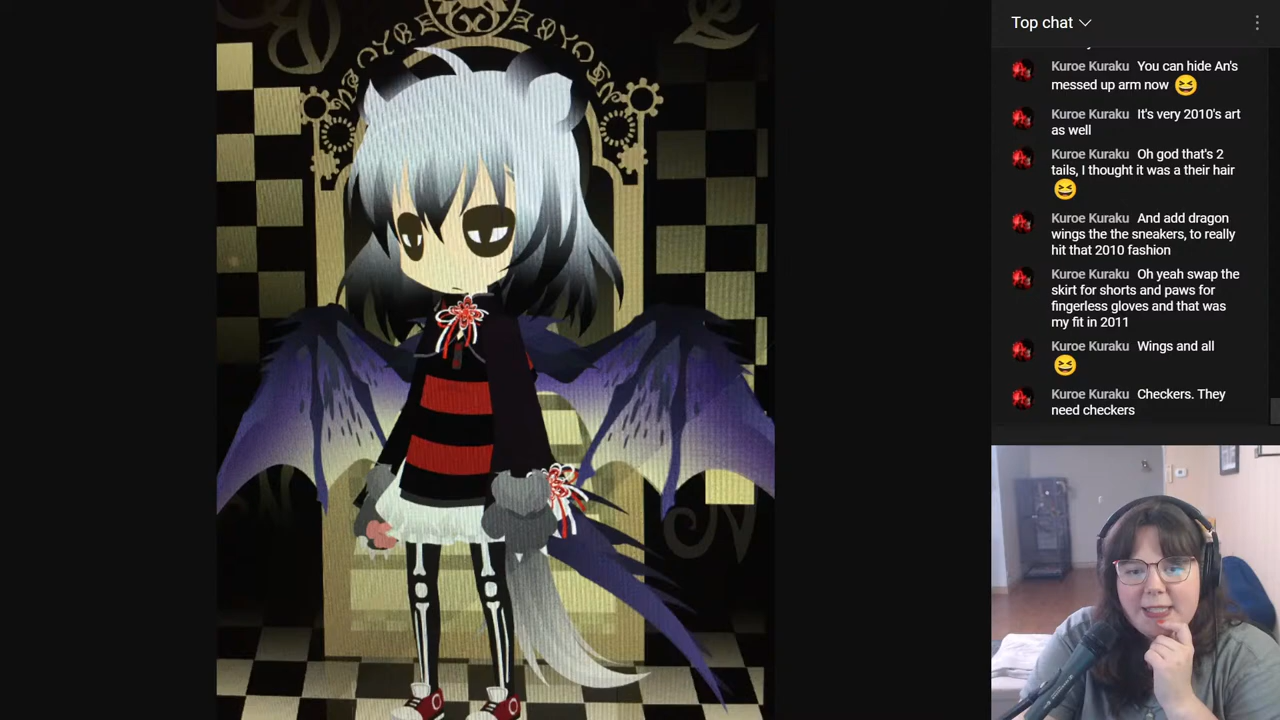 Top chat
Kuroe Kuraku You can hide An's
messed up arm now
Kuroe Kuraku It's very 2010's art
as well
Kuroe Kuraku Oh god that's 2
tails, I thought it was a their hair
Kuroe Kuraku And add dragon
wings the the sneakers, to really
hit that 2010 fashion
Kuroe Kuraku Oh yeah swap the
skirt for shorts and paws for
fingerless gloves and that was
my fit in 2011
Kuroe Kuraku Wings and all
Kuroe Kuraku Checkers. They
need checkers